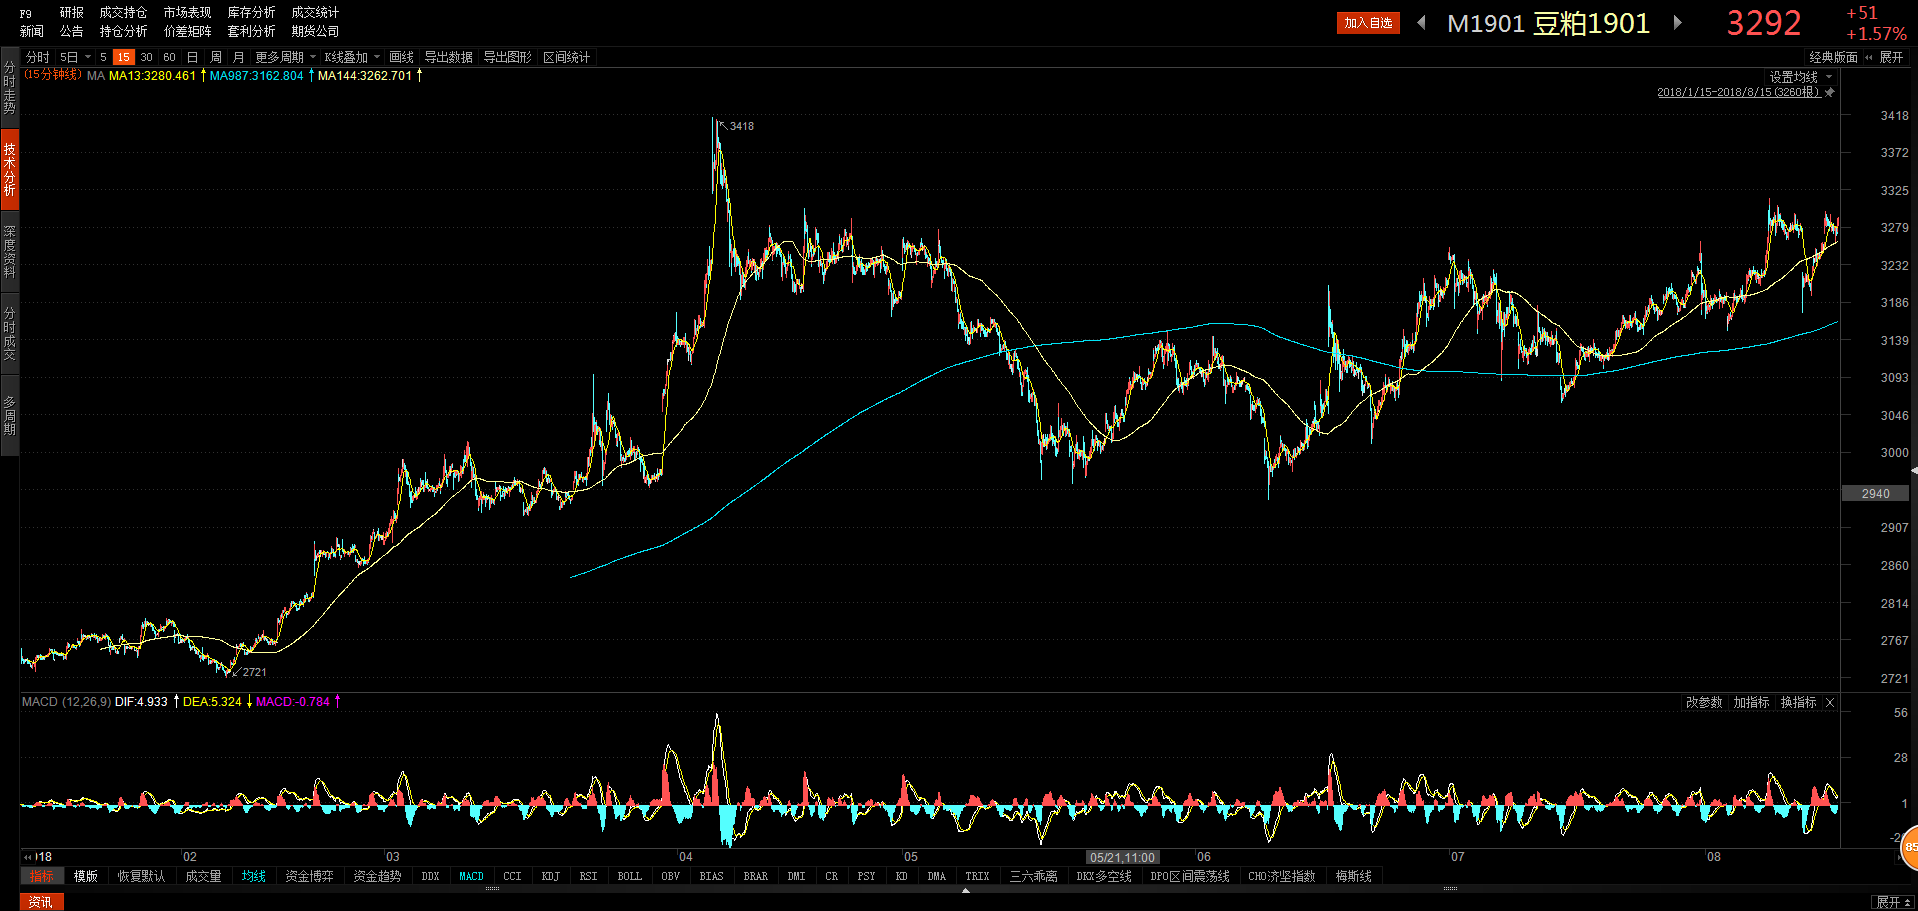 F9 研报 成交持仓 市场表现 库存分析 成交统计
新闻 公告 持仓分析 价差矩阵 套利分析 期货公司
加入自选 M1901 豆粕1901 3292 +51
+1.57%
分时 5日 5 15 30 60 日 周 月 更多周期 K线叠加 画线 导出数据 导出图形 区间统计 经典版面 展开
(15分钟线) MA MA13:3280.461 MA987:3162.804 MA144:3262.701
设置均线
2018/1/15-2018/8/15(3260根)
分时走势
技术分析
深度资料
分时成交
多周期
3418
2721
3418
3372
3325
3279
3232
3186
3139
3093
3046
3000
2940
2907
2860
2814
2767
2721
MACD (12,26,9) DIF:4.933 DEA:5.324 MACD:-0.784
改参数 加指标 换指标 X
56
28
1
85
18 02 03 04 05 05/21,11:00 06 07 08
指标 模版 恢复默认 成交量 均线 资金博弈 资金趋势 DDX MACD CCI KDJ RSI BOLL OBV BIAS BRAR DMI CR PSY KD DMA TRIX 三六乖离 DKX多空线 DPO区间震荡线 CHO济坚指数 梅斯线
资讯 展开